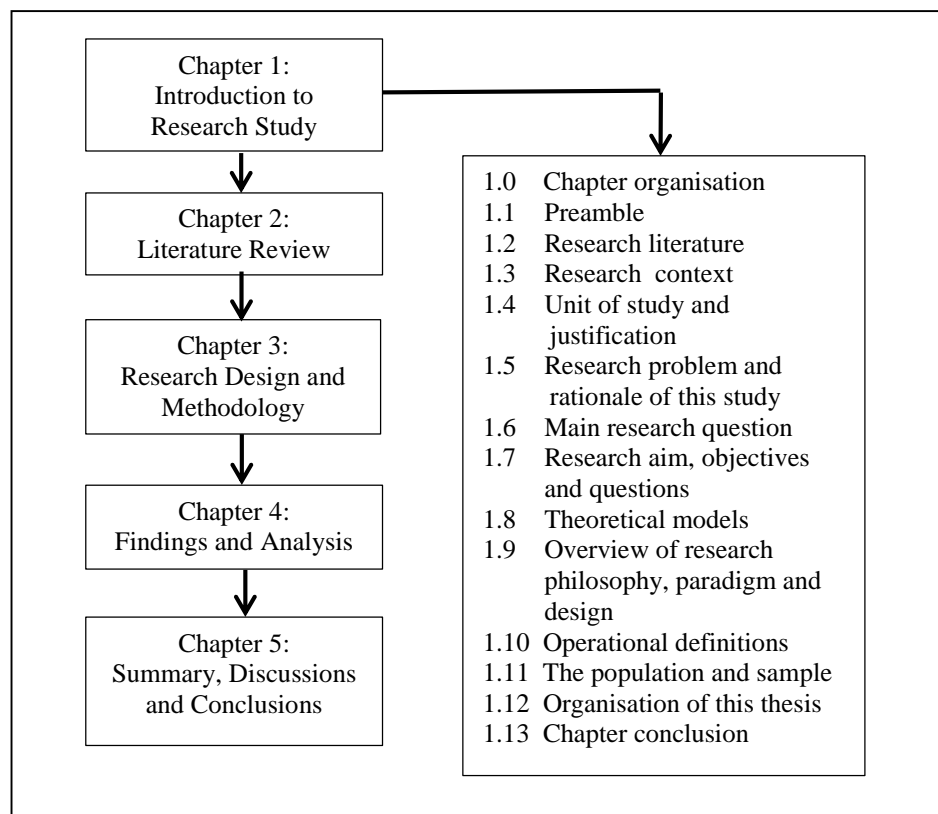 Chapter 1:
Introduction to
Research Study
Chapter 2:
Literature Review
Chapter 3:
Research Design and
Methodology
Chapter 4:
Findings and Analysis
Chapter 5:
Summary, Discussions
and Conclusions
1.0 Chapter organisation
1.1 Preamble
1.2 Research literature
1.3 Research context
1.4 Unit of study and
justification
1.5 Research problem and
rationale of this study
1.6 Main research question
1.7 Research aim, objectives
and questions
1.8 Theoretical models
1.9 Overview of research
philosophy, paradigm and
design
1.10 Operational definitions
1.11 The population and sample
1.12 Organisation of this thesis
1.13 Chapter conclusion